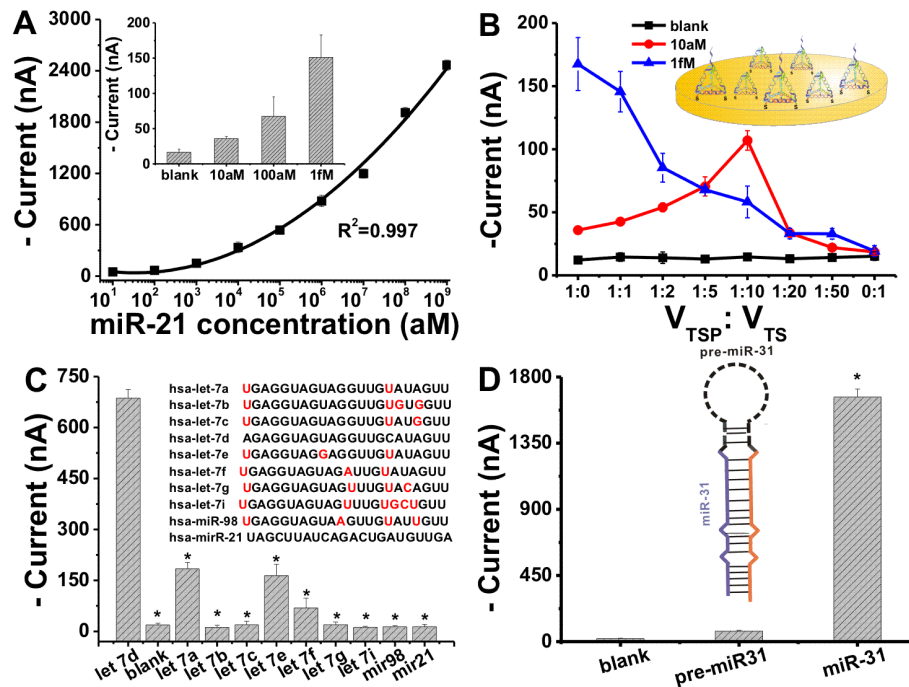 A
- Current (nA)
3000
2400
1800
1200
600
0
10¹ 10² 10³ 10⁴ 10⁵ 10⁶ 10⁷ 10⁸ 10⁹
miR-21 concentration (aM)
R²=0.997
- Current (nA)
200
150
100
50
0
blank 10aM 100aM 1fM
B
-Current (nA)
200
150
100
50
0
blank
10aM
1fM
S S S S S
1:0 1:1 1:2 1:5 1:10 1:20 1:50 0:1
V_TSP : V_TS
C
- Current (nA)
750
600
450
300
150
0
hsa-let-7a UGAGGUAGUAGGUUGUAUAGUU
hsa-let-7b UGAGGUAGUAGGUUGUGUGGUU
hsa-let-7c UGAGGUAGUAGGUUGUAUGGUU
hsa-let-7d AGAGGUAGUAGGUUGCAUAGUU
hsa-let-7e UGAGGUAGGAGGUUGUAUAGUU
hsa-let-7f UGAGGUAGUAGAUUGUAUAGUU
hsa-let-7g UGAGGUAGUAGUUUGUACAGUU
hsa-let-7i UGAGGUAGUAGUUUGUGCUGUU
hsa-miR-98 UGAGGUAGUAAGUUGUAUUGUU
hsa-mirR-21 UAGCUUAUCAGACUGAUGUUGA
* * * * * * * * * *
let 7d blank let 7a let 7b let 7c let 7e let 7f let 7g let 7i mir98 mir21
D
- Current (nA)
1800
1350
900
450
0
pre-miR-31
miR-31
*
blank pre-miR31 miR-31